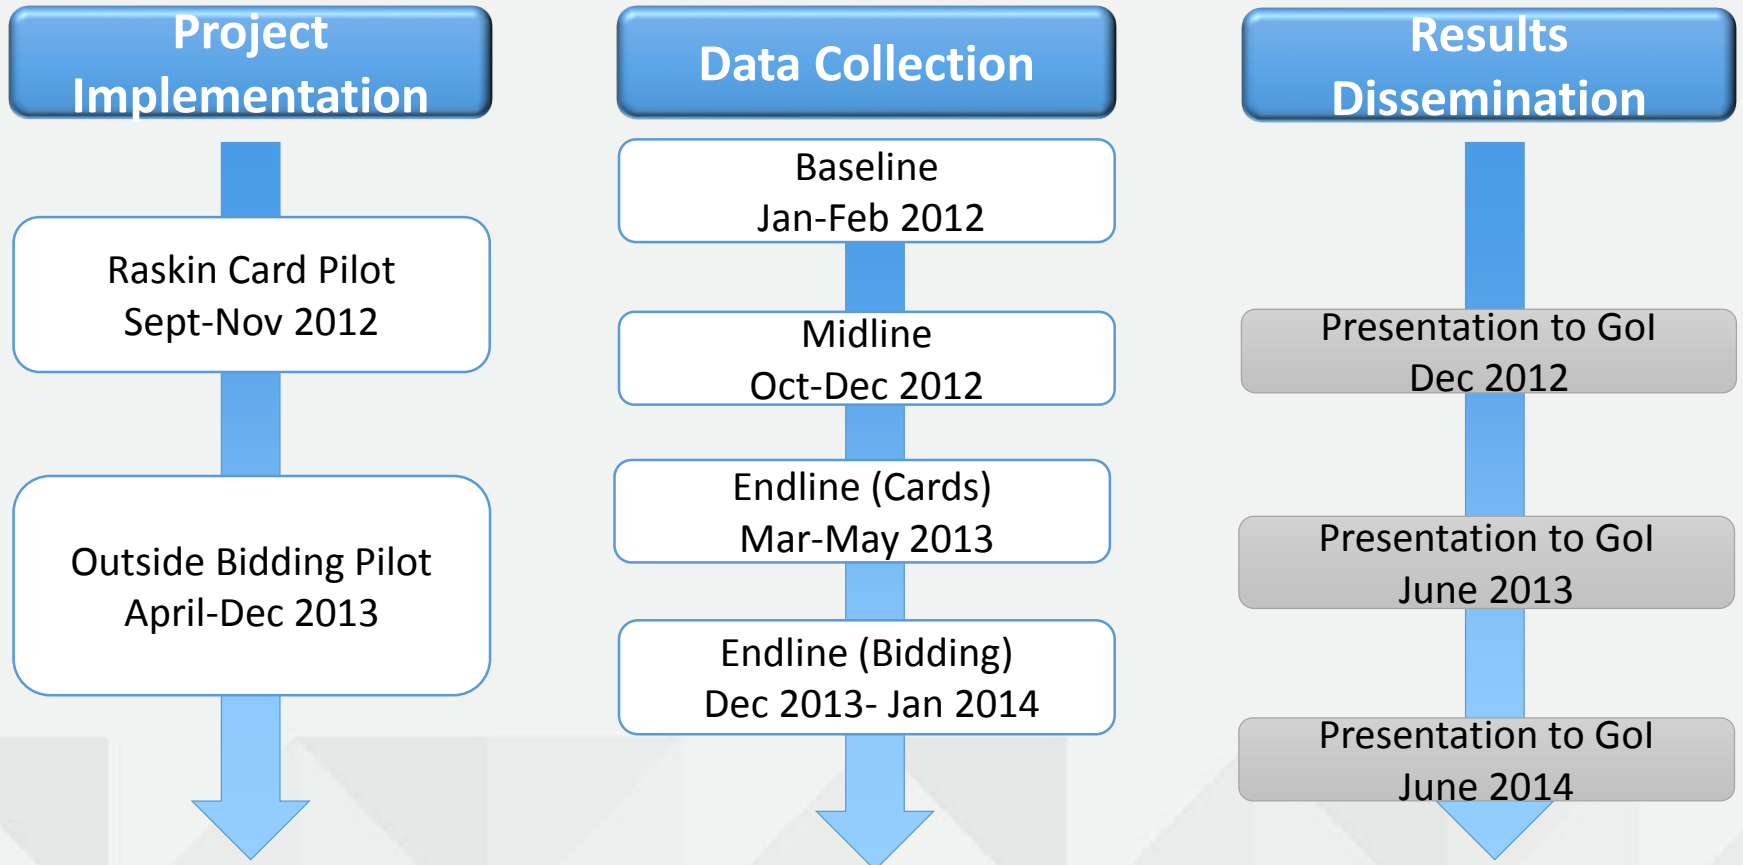 Project
Implementation
Raskin Card Pilot
Sept-Nov 2012
Outside Bidding Pilot
April-Dec 2013
Data Collection
Baseline
Jan-Feb 2012
Midline
Oct-Dec 2012
Endline (Cards)
Mar-May 2013
Endline (Bidding)
Dec 2013- Jan 2014
Results
Dissemination
Presentation to GoI
Dec 2012
Presentation to GoI
June 2013
Presentation to GoI
June 2014